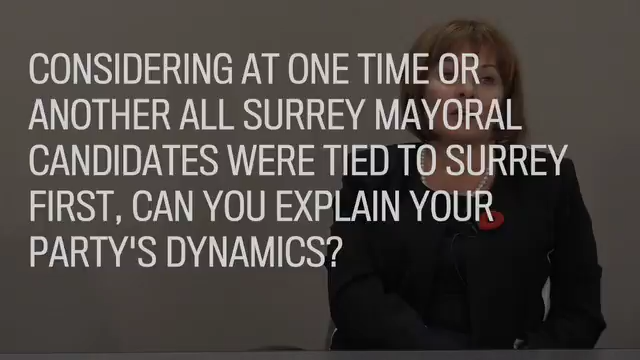 CONSIDERING AT ONE TIME OR
ANOTHER ALL SURREY MAYORAL
CANDIDATES WERE TIED TO SURREY
FIRST, CAN YOU EXPLAIN YOUR
PARTY'S DYNAMICS?